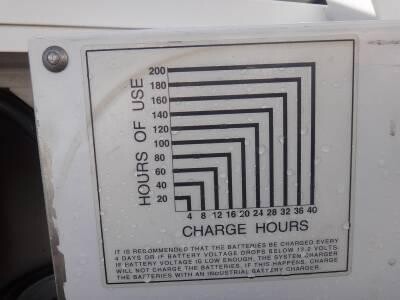 HOURS OF USE
200
180
160
140
120
100
80
60
40
20
4 8 12 16 20 24 28 32 36 40
CHARGE HOURS
IT IS RECOMMENDED THAT THE BATTERIES BE CHARGED EVERY
4 DAYS OR IF BATTERY VOLTAGE DROPS BELOW 12.2 VOLTS.
IF BATTERY VOLTAGE IS LOW ENOUGH, THE SYSTEM CHARGER
WILL NOT CHARGE THE BATTERIES. IF THIS HAPPENS, CHARGE
THE BATTERIES WITH AN INDUSTRIAL BATTERY CHARGER.